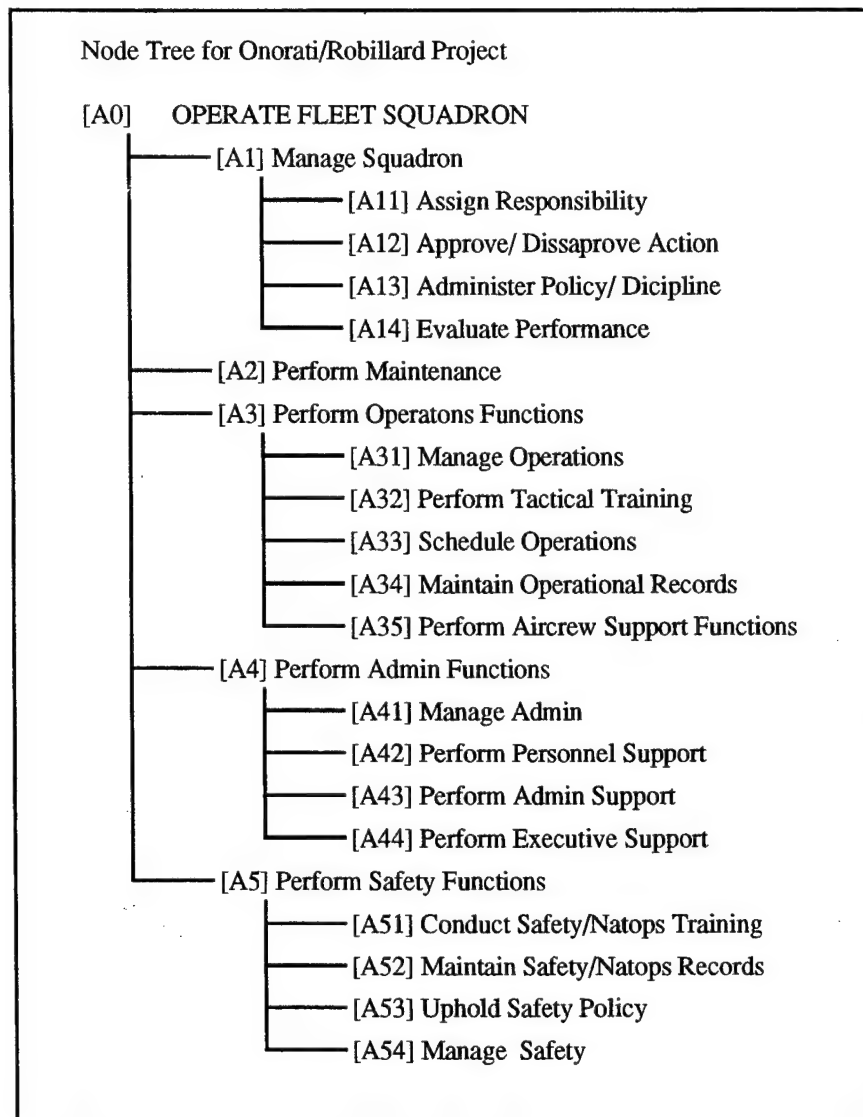 Node Tree for Onorati/Robillard Project
[A0] OPERATE FLEET SQUADRON
[A1] Manage Squadron
[A11] Assign Responsibility
[A12] Approve/ Dissaprove Action
[A13] Administer Policy/ Dicipline
[A14] Evaluate Performance
[A2] Perform Maintenance
[A3] Perform Operatons Functions
[A31] Manage Operations
[A32] Perform Tactical Training
[A33] Schedule Operations
[A34] Maintain Operational Records
[A35] Perform Aircrew Support Functions
[A4] Perform Admin Functions
[A41] Manage Admin
[A42] Perform Personnel Support
[A43] Perform Admin Support
[A44] Perform Executive Support
[A5] Perform Safety Functions
[A51] Conduct Safety/Natops Training
[A52] Maintain Safety/Natops Records
[A53] Uphold Safety Policy
[A54] Manage Safety